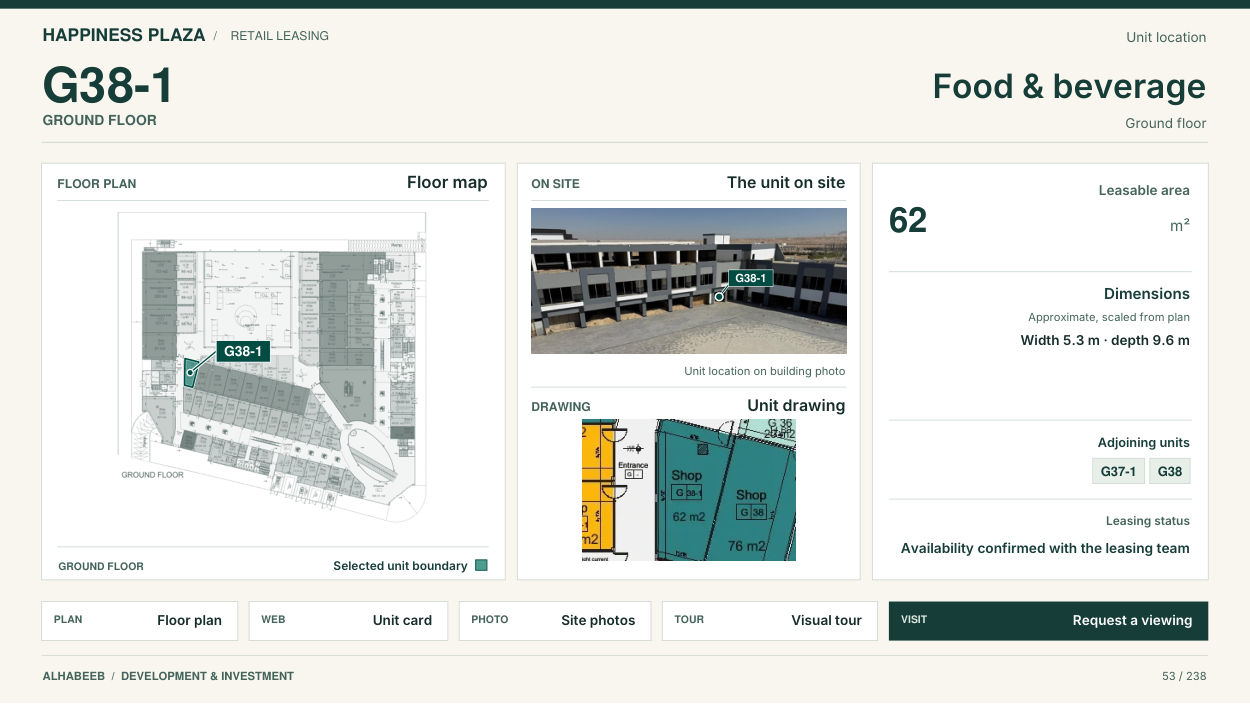 HAPPINESS PLAZA / RETAIL LEASING
Unit location
G38-1
Food & beverage
GROUND FLOOR
Ground floor
FLOOR PLAN
Floor map
G38-1
GROUND FLOOR
GROUND FLOOR
Selected unit boundary
ON SITE
The unit on site
G38-1
Unit location on building photo
DRAWING
Unit drawing
G 36
Entrance
G -
Shop
G 38-1
62 m2
Shop
G 38
76 m2
m2
Leasable area
62 m²
Dimensions
Approximate, scaled from plan
Width 5.3 m · depth 9.6 m
Adjoining units
G37-1 G38
Leasing status
Availability confirmed with the leasing team
PLAN Floor plan
WEB Unit card
PHOTO Site photos
TOUR Visual tour
VISIT Request a viewing
ALHABEEB / DEVELOPMENT & INVESTMENT
53 / 238